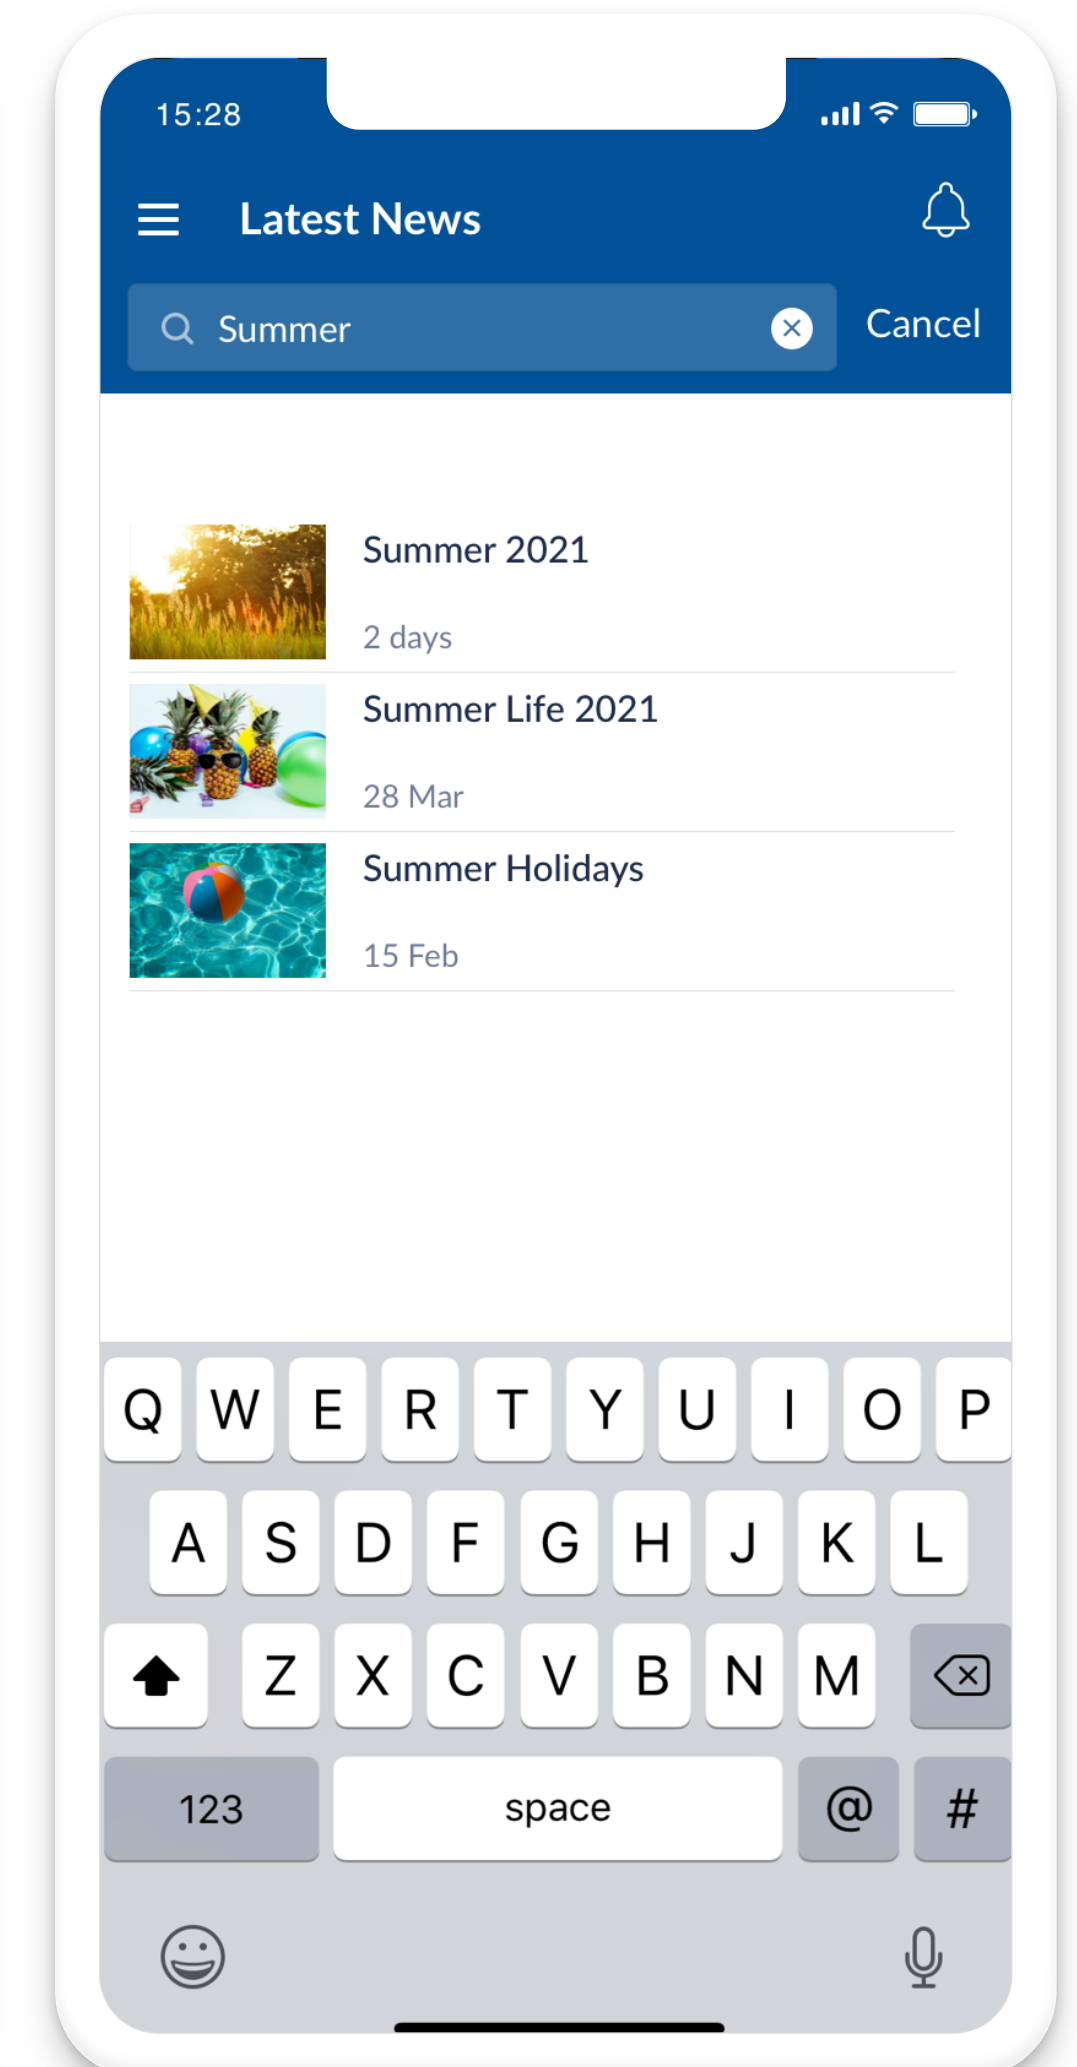 15:28
Latest News
Summer
Cancel
Summer 2021
2 days
Summer Life 2021
28 Mar
Summer Holidays
15 Feb
Q W E R T Y U I O P
A S D F G H J K L
Z X C V B N M
123 space @ #